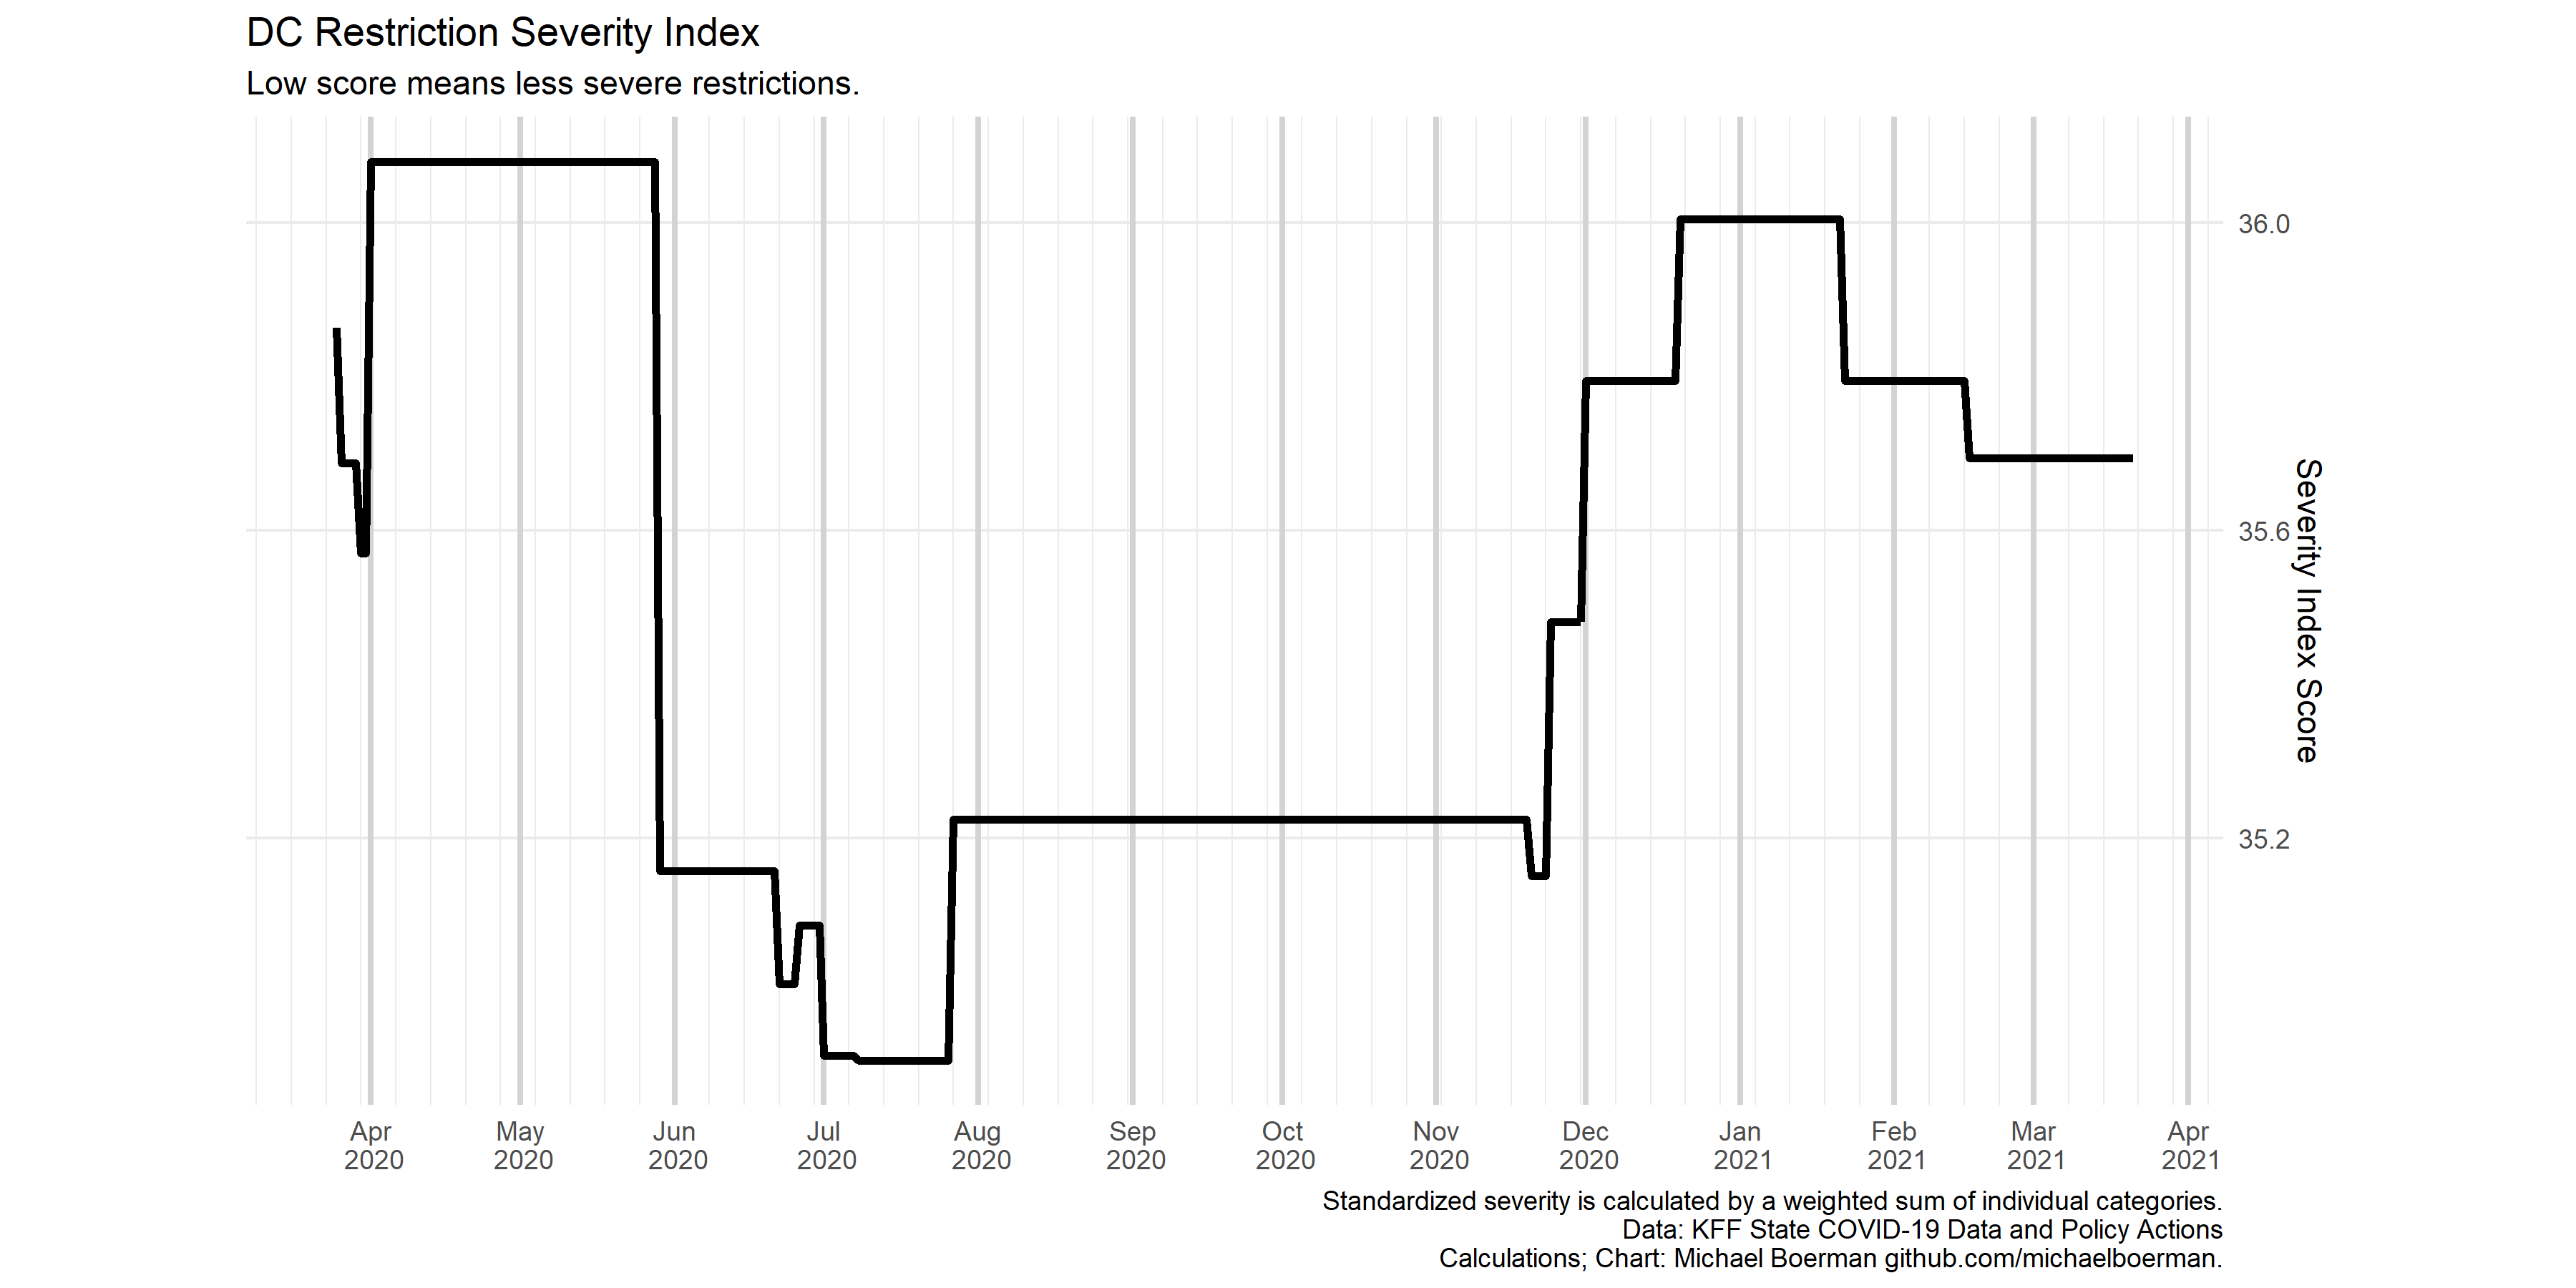 DC Restriction Severity Index
Low score means less severe restrictions.
36.0
35.6
35.2
Severity Index Score
Apr May Jun Jul Aug Sep Oct Nov Dec Jan Feb Mar Apr
2020 2020 2020 2020 2020 2020 2020 2020 2020 2021 2021 2021 2021
Standardized severity is calculated by a weighted sum of individual categories.
Data: KFF State COVID-19 Data and Policy Actions
Calculations; Chart: Michael Boerman github.com/michaelboerman.